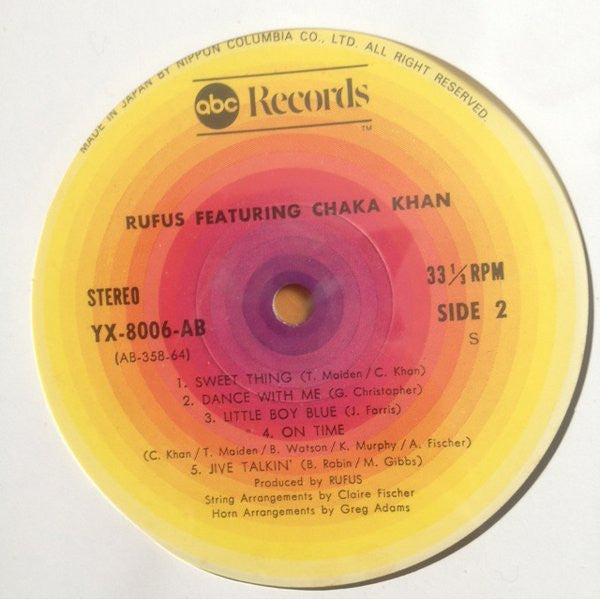 MADE IN JAPAN BY NIPPON COLUMBIA CO., LTD. ALL RIGHT RESERVED.
abc Records
TM
RUFUS FEATURING CHAKA KHAN
STEREO
33 1/3 RPM
YX-8006-AB
SIDE 2
(AB-358-64)
S
1. SWEET THING (T. Maiden/C. Khan)
2. DANCE WITH ME (G. Christopher)
3. LITTLE BOY BLUE (J. Farris)
4. ON TIME
(C. Khan/T. Maiden/B. Watson/K. Murphy/A. Fischer)
5. JIVE TALKIN' (B. Robin/M. Gibbs)
Produced by RUFUS
String Arrangements by Claire Fischer
Horn Arrangements by Greg Adams